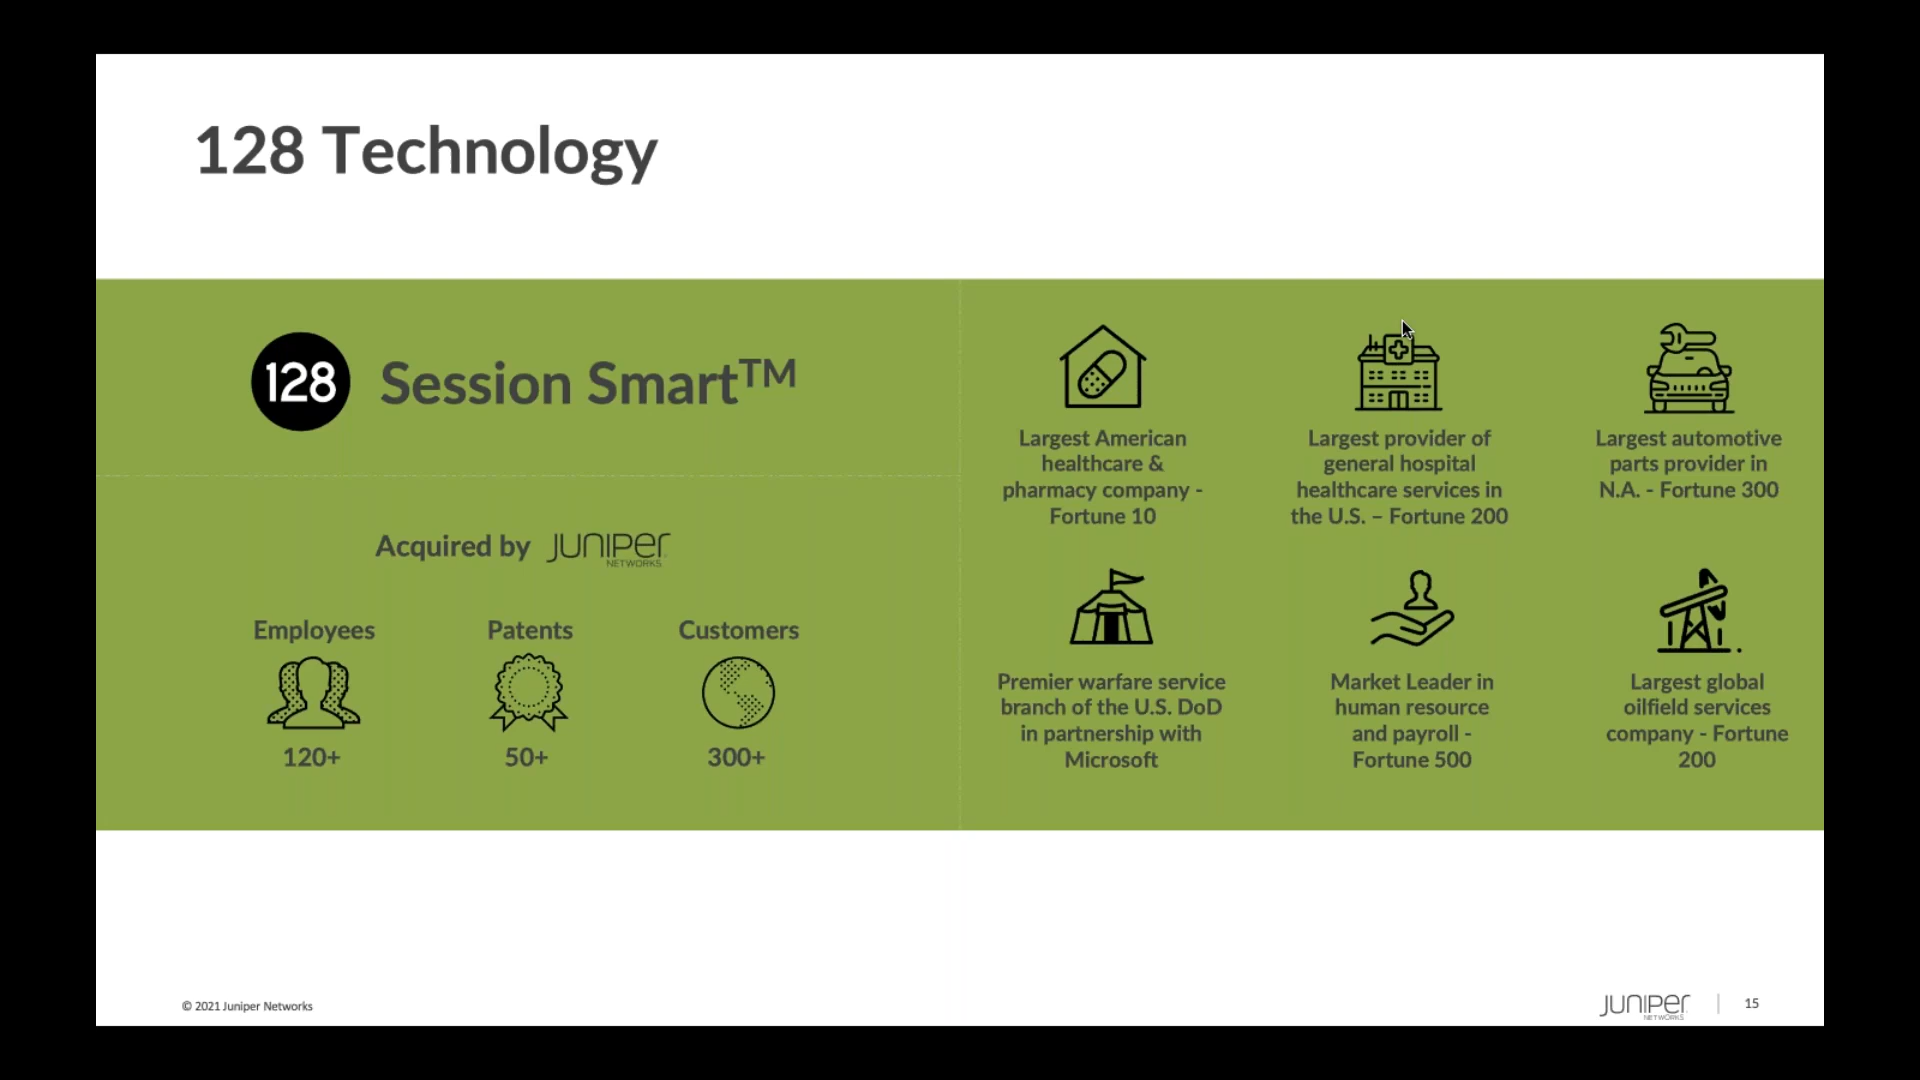 128 Technology
128 Session Smart™
Acquired by JUNIPER NETWORKS
Employees
120+
Patents
50+
Customers
300+
Largest American
healthcare &
pharmacy company -
Fortune 10
Largest provider of
general hospital
healthcare services in
the U.S. – Fortune 200
Largest automotive
parts provider in
N.A. - Fortune 300
Premier warfare service
branch of the U.S. DoD
in partnership with
Microsoft
Market Leader in
human resource
and payroll -
Fortune 500
Largest global
oilfield services
company - Fortune
200
© 2021 Juniper Networks
JUNIPER NETWORKS
15